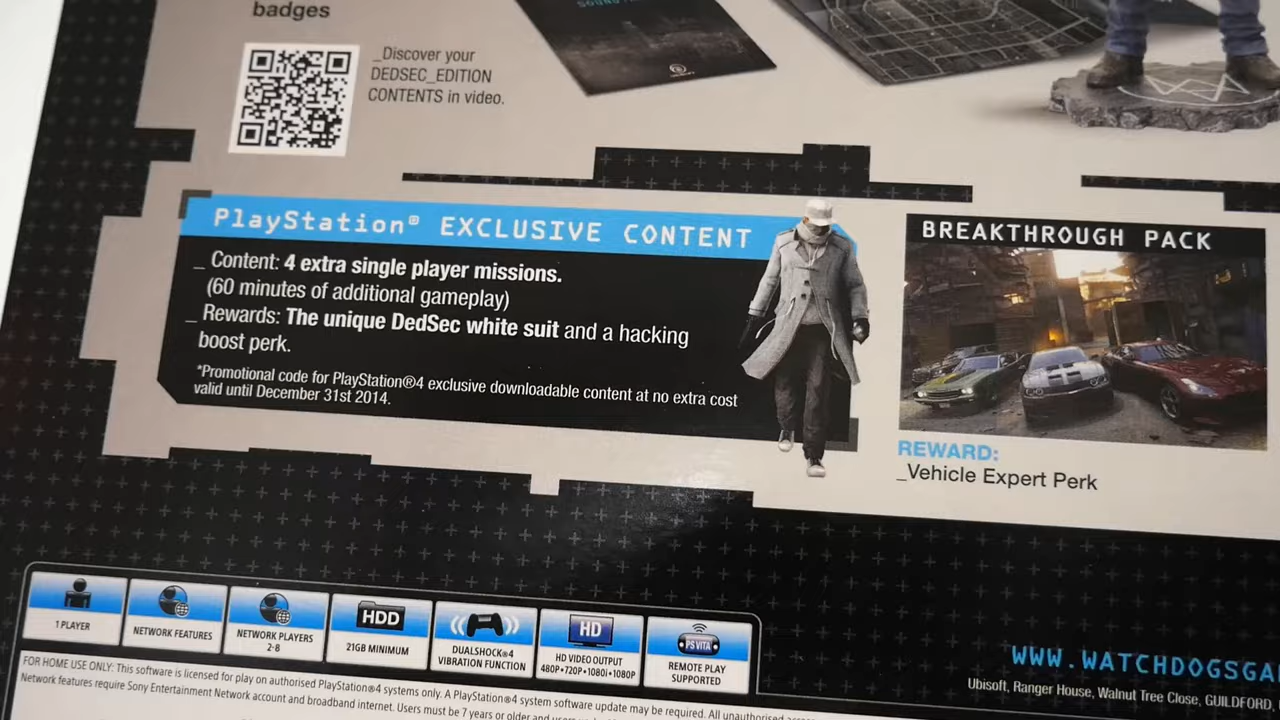 badges
_Discover your
DEDSEC_EDITION
CONTENTS in video.
PlayStation® EXCLUSIVE CONTENT
_ Content: 4 extra single player missions.
(60 minutes of additional gameplay)
_ Rewards: The unique DedSec white suit and a hacking
boost perk.
*Promotional code for PlayStation®4 exclusive downloadable content at no extra cost
valid until December 31st 2014.
BREAKTHROUGH PACK
REWARD:
_Vehicle Expert Perk
1 PLAYER
NETWORK FEATURES
NETWORK PLAYERS
2-8
HDD
21GB MINIMUM
DUALSHOCK®4
VIBRATION FUNCTION
HD
HD VIDEO OUTPUT
480P•720P•1080i•1080P
PS VITA
REMOTE PLAY
SUPPORTED
WWW.WATCHDOGSGA
Ubisoft, Ranger House, Walnut Tree Close, GUILDFORD,
FOR HOME USE ONLY: This software is licensed for play on authorised PlayStation®4 systems only. A PlayStation®4 system software update may be required. All unauthorised
Network features require Sony Entertainment Network account and broadband internet. Users must be 7 years or older and